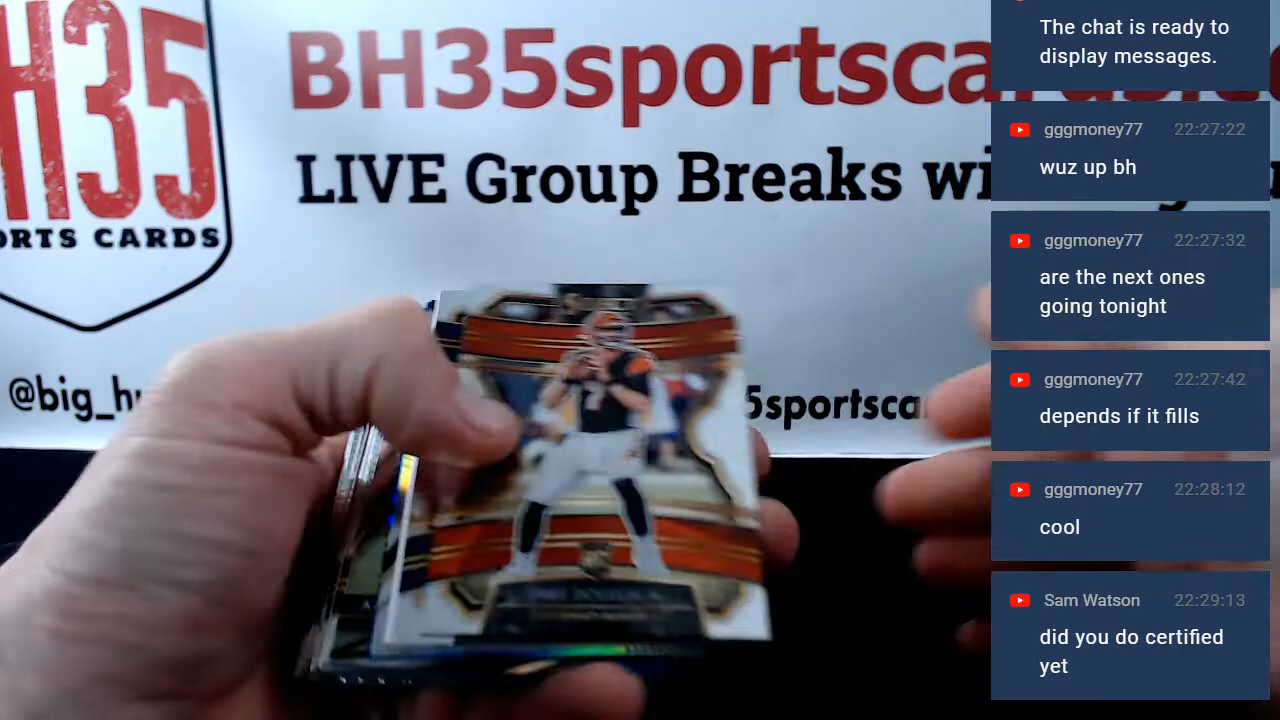 H35
ORTS CARDS
BH35sportsca
LIVE Group Breaks wi
@big_h
5sportsca
7
The chat is ready to
display messages.
gggmoney77 22:27:22
wuz up bh
gggmoney77 22:27:32
are the next ones
going tonight
gggmoney77 22:27:42
depends if it fills
gggmoney77 22:28:12
cool
Sam Watson 22:29:13
did you do certified
yet